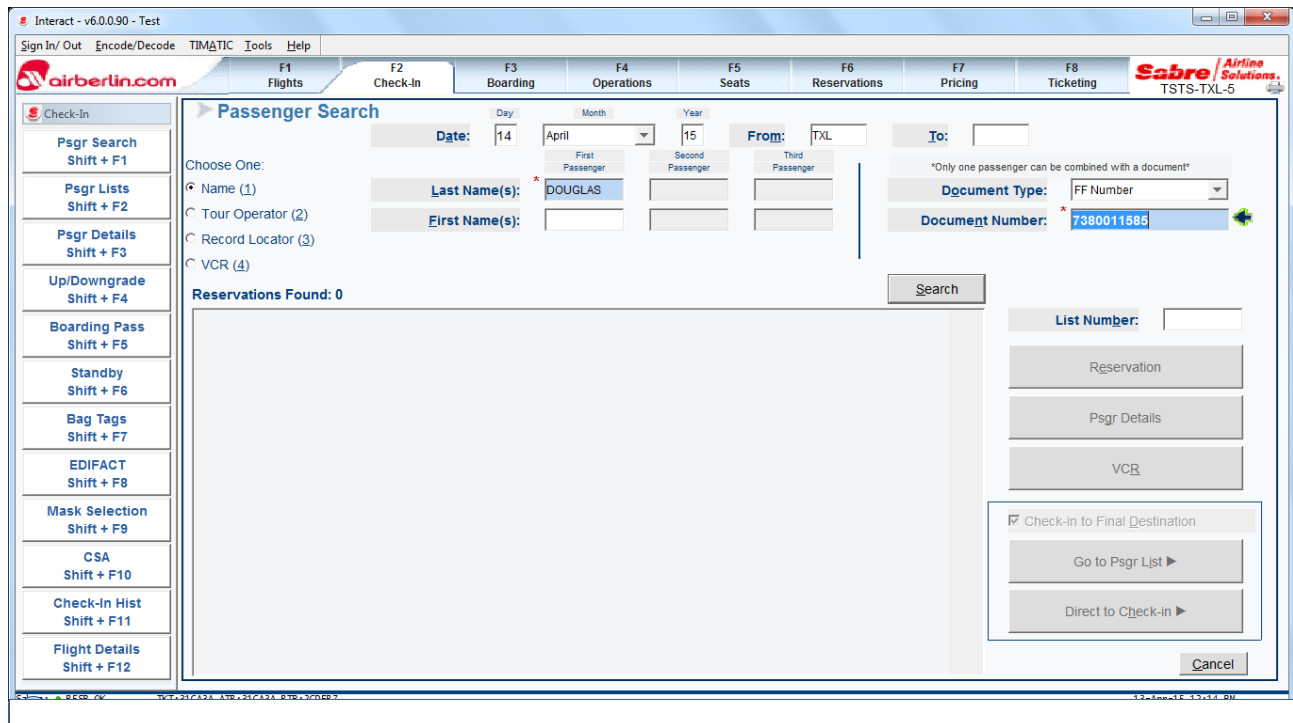 Interact - v6.0.0.90 - Test
Sign In/ Out Encode/Decode TIMATIC Tools Help
airberlin.com
F1 Flights
F2 Check-In
F3 Boarding
F4 Operations
F5 Seats
F6 Reservations
F7 Pricing
F8 Ticketing
Sabre Airline Solutions.
TSTS-TXL-5
Check-In
Psgr Search
Shift + F1
Psgr Lists
Shift + F2
Psgr Details
Shift + F3
Up/Downgrade
Shift + F4
Boarding Pass
Shift + F5
Standby
Shift + F6
Bag Tags
Shift + F7
EDIFACT
Shift + F8
Mask Selection
Shift + F9
CSA
Shift + F10
Check-In Hist
Shift + F11
Flight Details
Shift + F12
Passenger Search
Day Month Year
Date: 14 April 15 From: TXL To:
Choose One:
First Passenger Second Passenger Third Passenger
*Only one passenger can be combined with a document*
Name (1)
Last Name(s): * DOUGLAS
Document Type: FF Number
Tour Operator (2)
First Name(s):
Document Number: * 7380011585
Record Locator (3)
VCR (4)
Reservations Found: 0
Search
List Number:
Reservation
Psgr Details
VCR
Check-in to Final Destination
Go to Psgr List
Direct to Check-in
Cancel